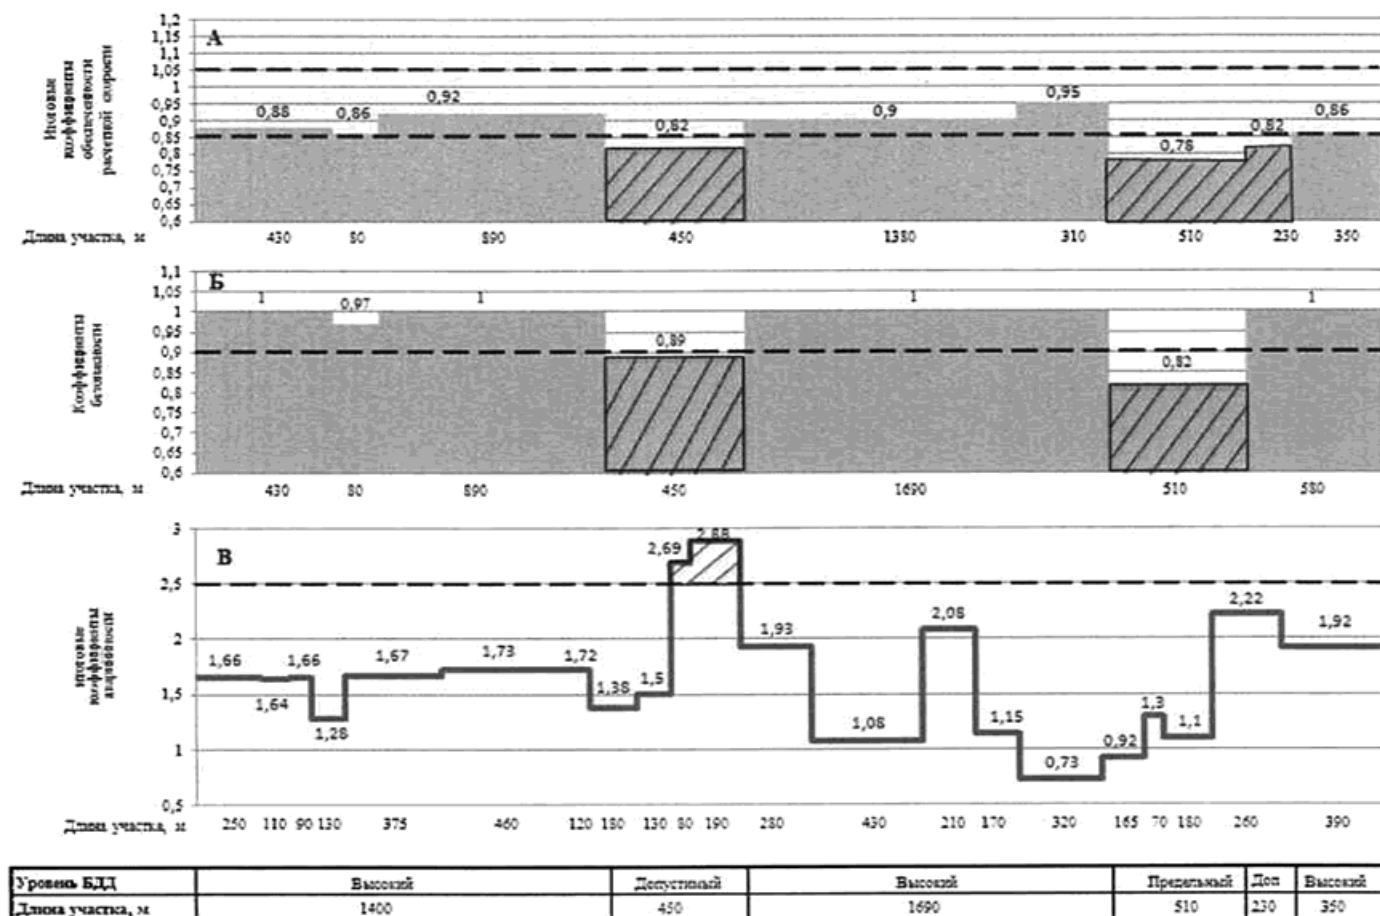 А
Итоговые коэффициенты обеспеченности расчетной скорости
1,2
1,15
1,1
1,05
1
0,95
0,9
0,85
0,8
0,75
0,7
0,65
0,6
0,88 0,86 0,92 0,82 0,9 0,95 0,78 0,82 0,86
Длина участка, м 430 80 890 450 1380 310 510 230 350
Б
Коэффициенты безопасности
1,1
1,05
1
0,95
0,9
0,85
0,8
0,75
0,7
0,65
0,6
1 0,97 1 0,89 1 0,82 1
Длина участка, м 430 80 890 450 1690 510 580
В
итоговые коэффициенты аварийности
3
2,5
2
1,5
1
0,5
1,66 1,64 1,66 1,28 1,67 1,73 1,72 1,38 1,5 2,69 2,88 1,93 1,08 2,08 1,15 0,73 0,92 1,3 1,1 2,22 1,92
Длина участка, м 250 110 90 130 375 460 120 180 130 80 190 280 430 210 170 320 165 70 180 260 390
Уровень БДД Высокий Допустимый Высокий Предельный Доп Высокий
Длина участка, м 1400 450 1690 510 230 350